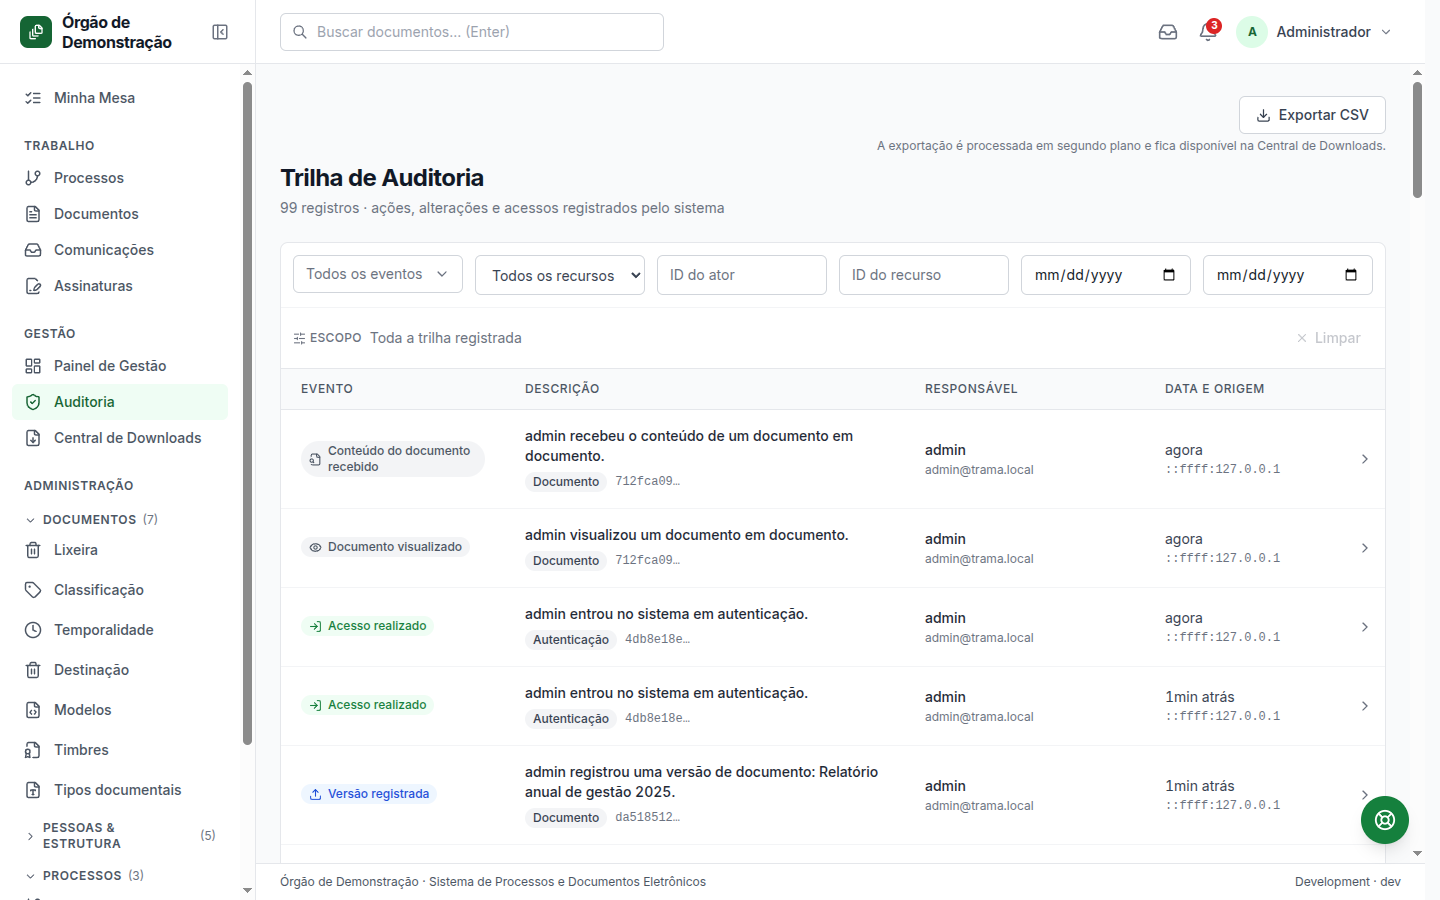 Órgão de
Demonstração
Buscar documentos... (Enter)
3
A
Administrador
Minha Mesa
TRABALHO
Processos
Documentos
Comunicações
Assinaturas
GESTÃO
Painel de Gestão
Auditoria
Central de Downloads
ADMINISTRAÇÃO
DOCUMENTOS (7)
Lixeira
Classificação
Temporalidade
Destinação
Modelos
Timbres
Tipos documentais
PESSOAS &
ESTRUTURA (5)
PROCESSOS (3)
Exportar CSV
A exportação é processada em segundo plano e fica disponível na Central de Downloads.
Trilha de Auditoria
99 registros · ações, alterações e acessos registrados pelo sistema
Todos os eventos
Todos os recursos
ID do ator
ID do recurso
mm/dd/yyyy
mm/dd/yyyy
ESCOPO Toda a trilha registrada
Limpar
EVENTO DESCRIÇÃO RESPONSÁVEL DATA E ORIGEM
Conteúdo do documento
recebido
admin recebeu o conteúdo de um documento em
documento.
Documento 712fca09…
admin
admin@trama.local
agora
::ffff:127.0.0.1
Documento visualizado
admin visualizou um documento em documento.
Documento 712fca09…
admin
admin@trama.local
agora
::ffff:127.0.0.1
Acesso realizado
admin entrou no sistema em autenticação.
Autenticação 4db8e18e…
admin
admin@trama.local
agora
::ffff:127.0.0.1
Acesso realizado
admin entrou no sistema em autenticação.
Autenticação 4db8e18e…
admin
admin@trama.local
1min atrás
::ffff:127.0.0.1
Versão registrada
admin registrou uma versão de documento: Relatório
anual de gestão 2025.
Documento da518512…
admin
admin@trama.local
1min atrás
::ffff:127.0.0.1
Órgão de Demonstração · Sistema de Processos e Documentos Eletrônicos
Development · dev